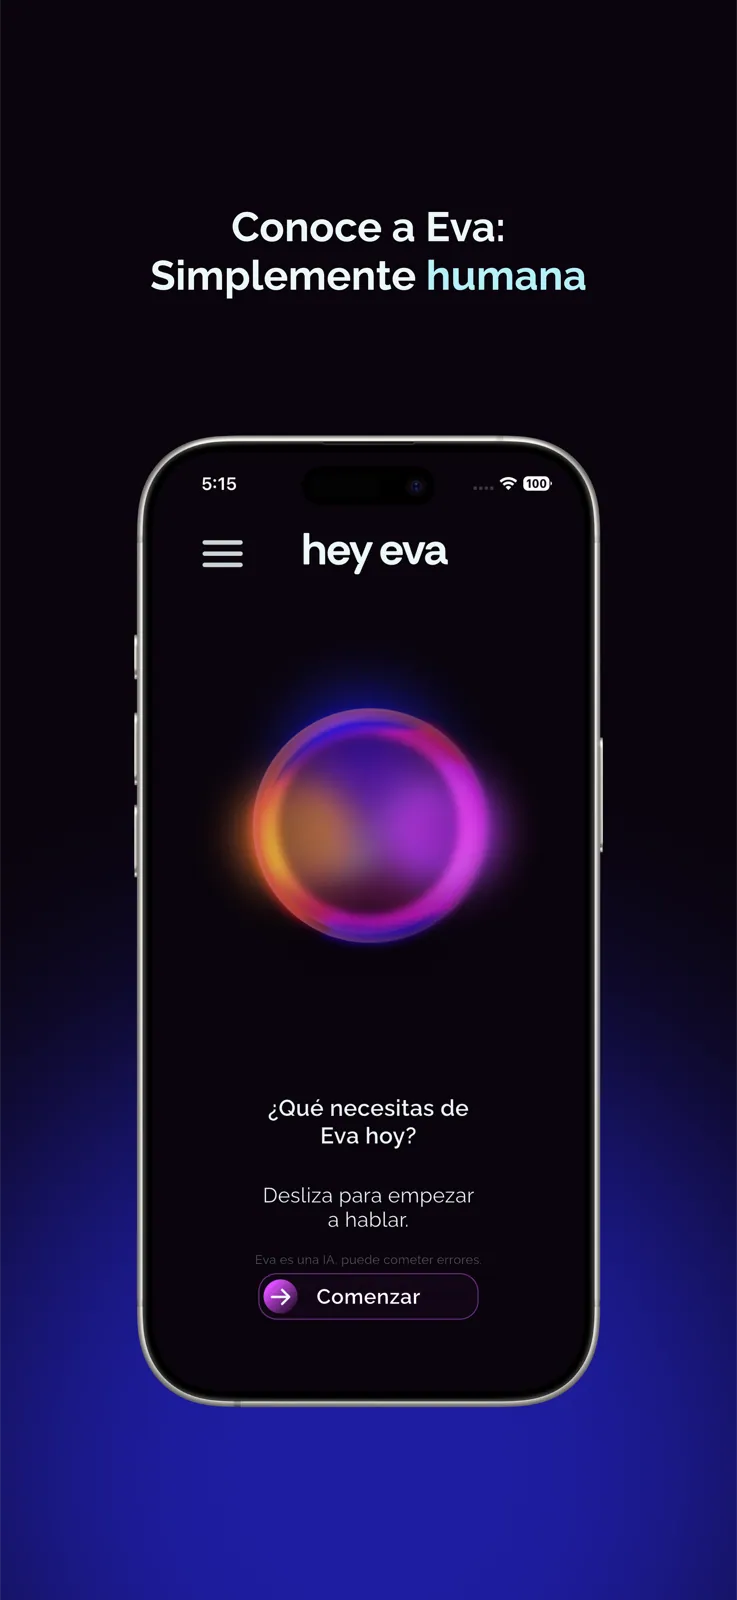 Conoce a Eva:
Simplemente humana
5:15
100
hey eva
¿Qué necesitas de
Eva hoy?
Desliza para empezar
a hablar.
Eva es una IA, puede cometer errores.
Comenzar